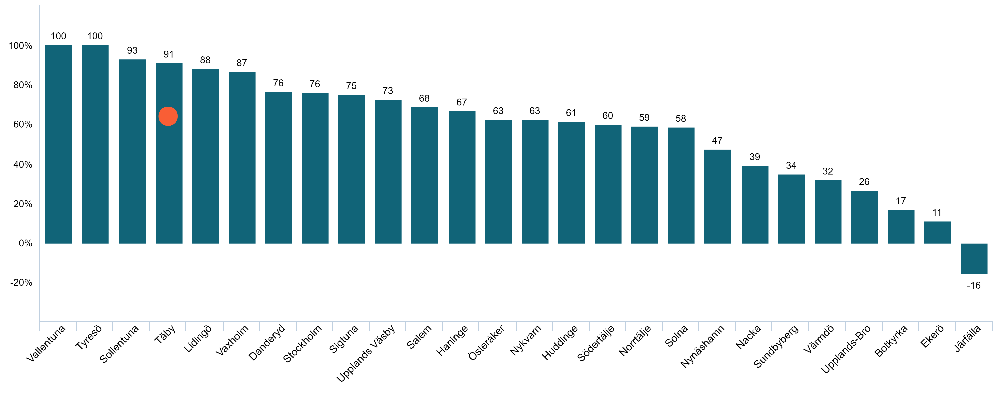 100%
80%
60%
40%
20%
0%
-20%
100
100
93
91
88
87
76
76
75
73
68
67
63
63
61
60
59
58
47
39
34
32
26
17
11
-16
Vallentuna
Tyresö
Sollentuna
Täby
Lidingö
Vaxholm
Danderyd
Stockholm
Sigtuna
Upplands Väsby
Salem
Haninge
Österåker
Nykvarn
Huddinge
Södertälje
Norrtälje
Solna
Nynäshamn
Nacka
Sundbyberg
Värmdö
Upplands-Bro
Botkyrka
Ekerö
Järfälla